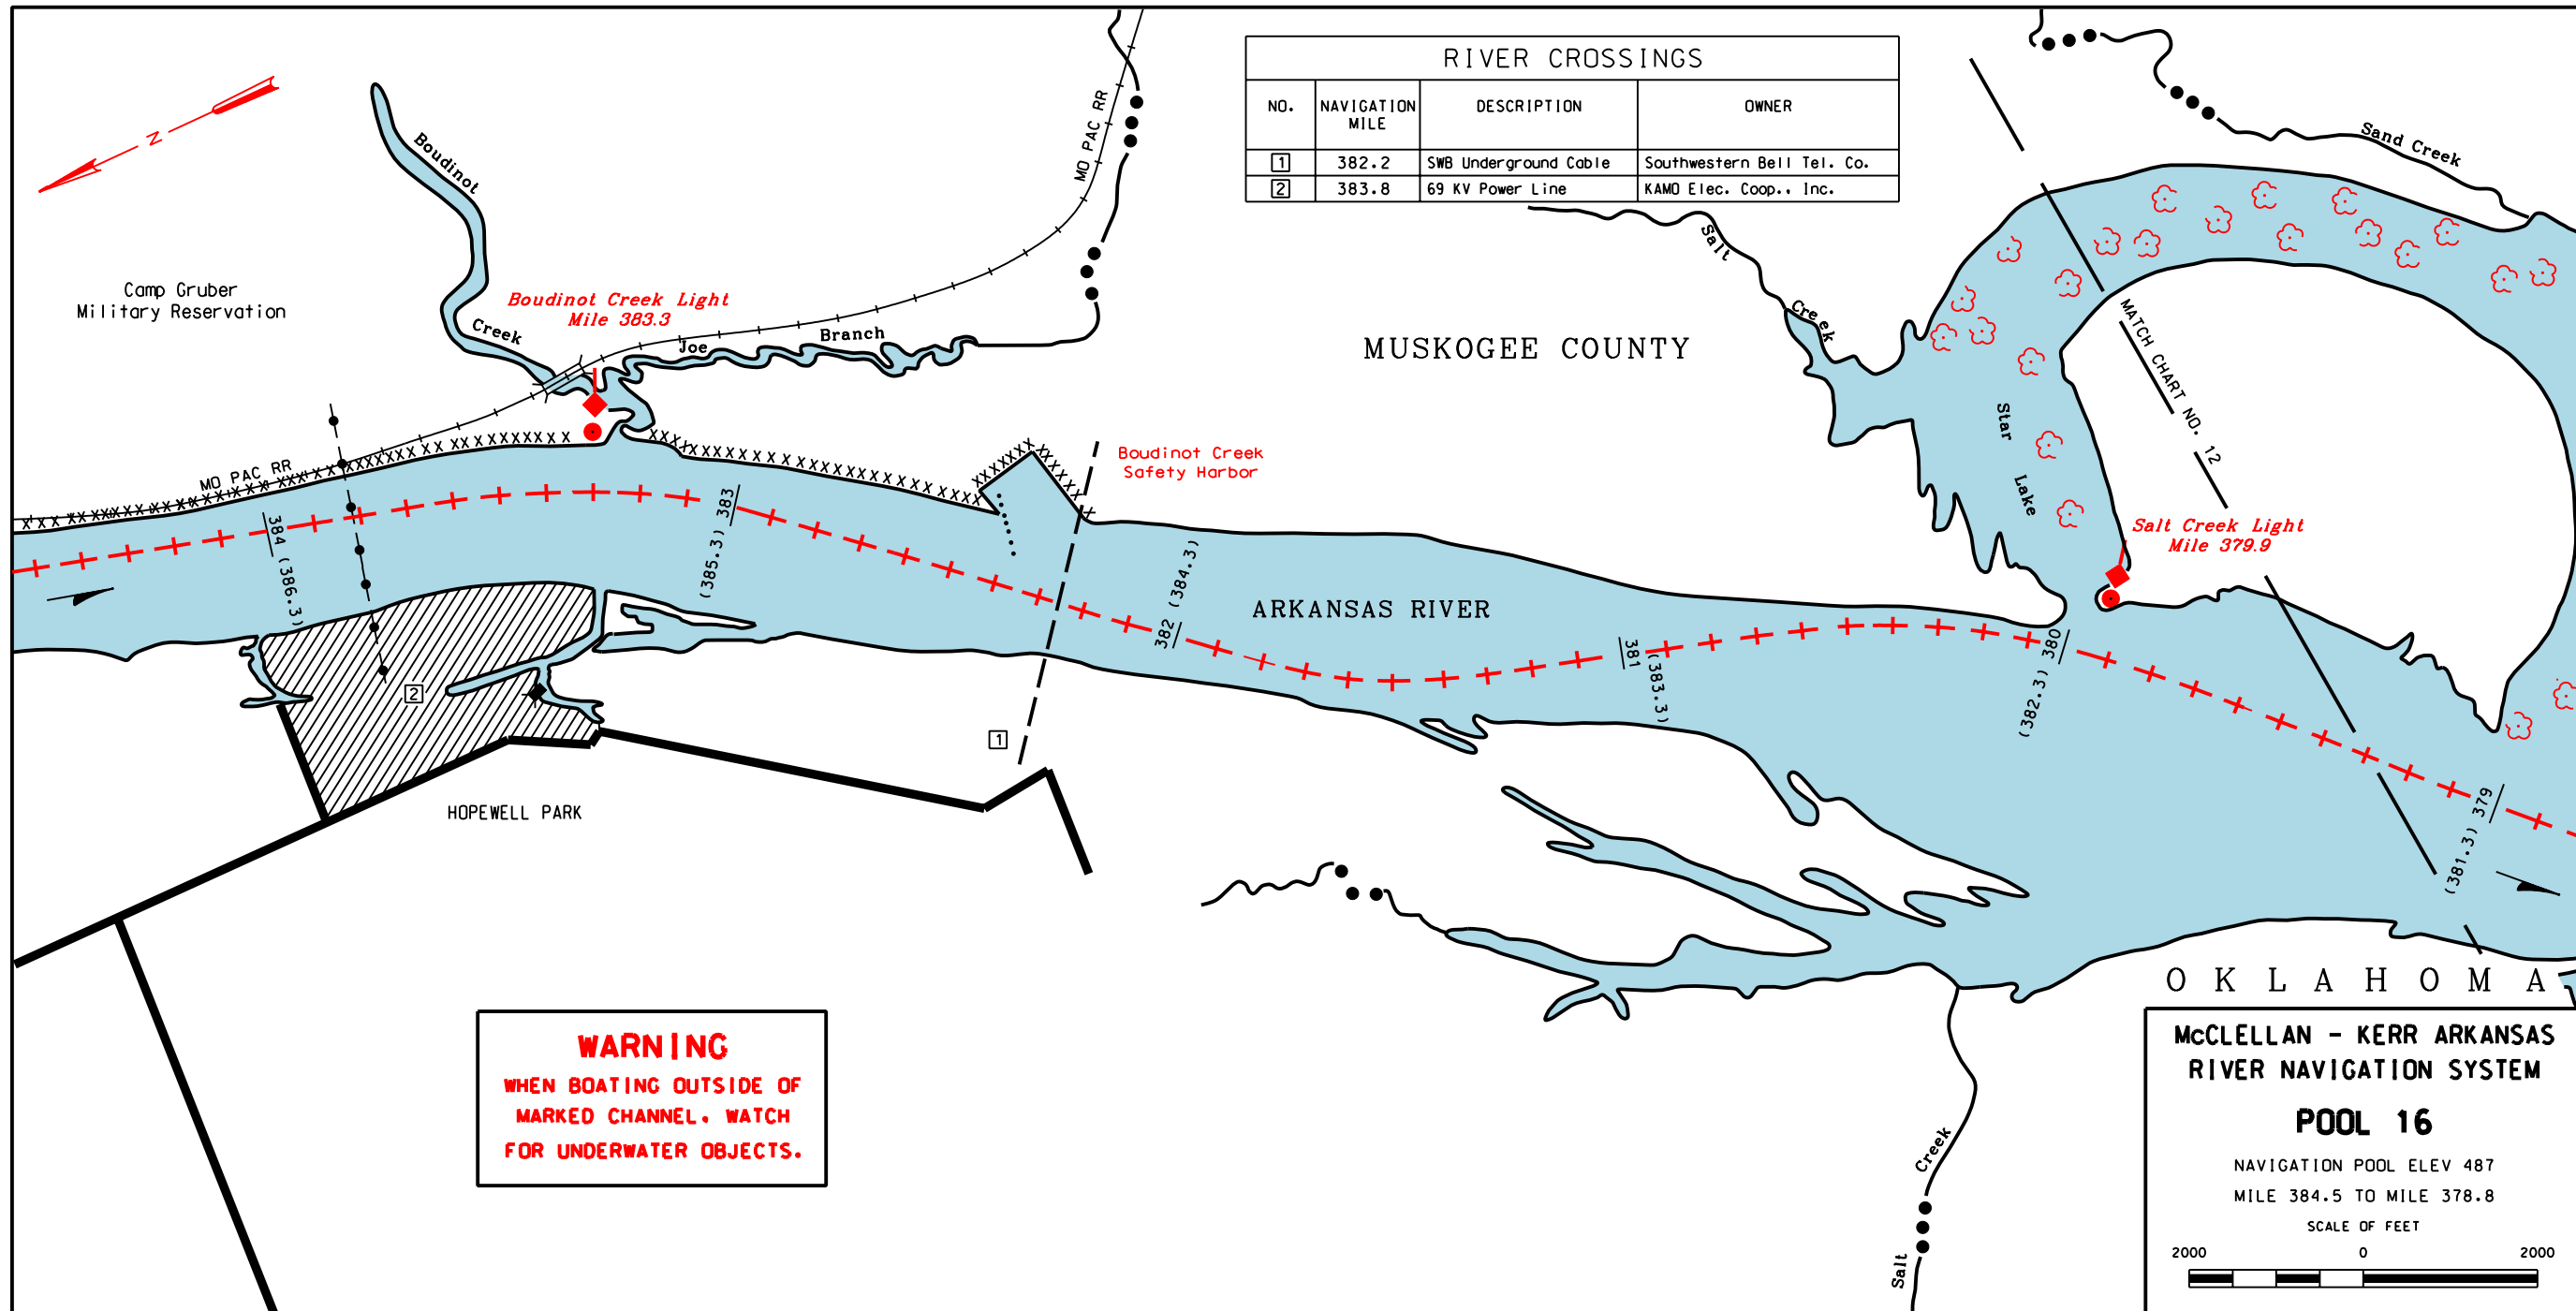 RIVER CROSSINGS
NO. NAVIGATION MILE DESCRIPTION OWNER
1 382.2 SWB Underground Cable Southwestern Bell Tel. Co.
2 383.8 69 KV Power Line KAMO Elec. Coop., Inc.
N
Boudinot
Creek
MO PAC RR
Sand Creek
Camp Gruber
Military Reservation
Boudinot Creek Light
Mile 383.3
Joe Branch
Salt
Creek
MUSKOGEE COUNTY
MATCH CHART NO. 12
Star
Lake
MO PAC RR
Boudinot Creek
Safety Harbor
Salt Creek Light
Mile 379.9
384 (386.3)
(385.3) 383
382 (384.3)
ARKANSAS RIVER
381 (383.3)
(382.3) 380
(381.3) 379
2
1
HOPEWELL PARK
OKLAHOMA
WARNING
WHEN BOATING OUTSIDE OF
MARKED CHANNEL. WATCH
FOR UNDERWATER OBJECTS.
Salt Creek
McCLELLAN - KERR ARKANSAS
RIVER NAVIGATION SYSTEM
POOL 16
NAVIGATION POOL ELEV 487
MILE 384.5 TO MILE 378.8
SCALE OF FEET
2000 0 2000